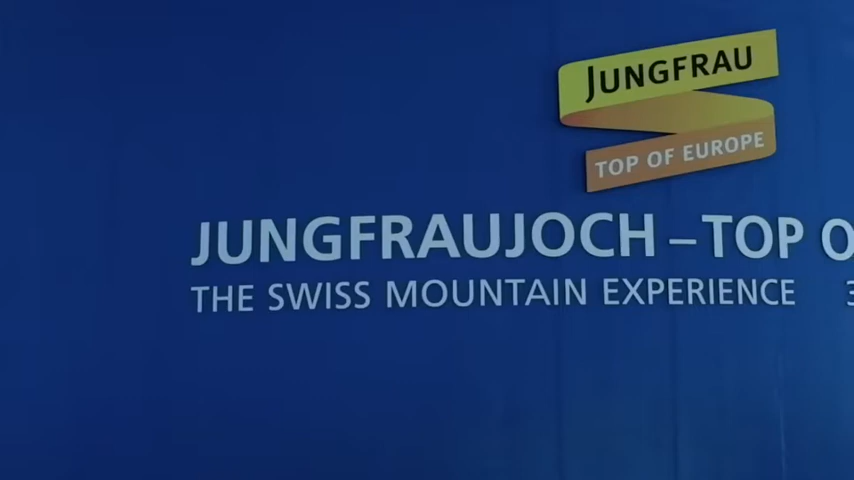 JUNGFRAU
TOP OF EUROPE
JUNGFRAUJOCH – TOP
THE SWISS MOUNTAIN EXPERIENCE